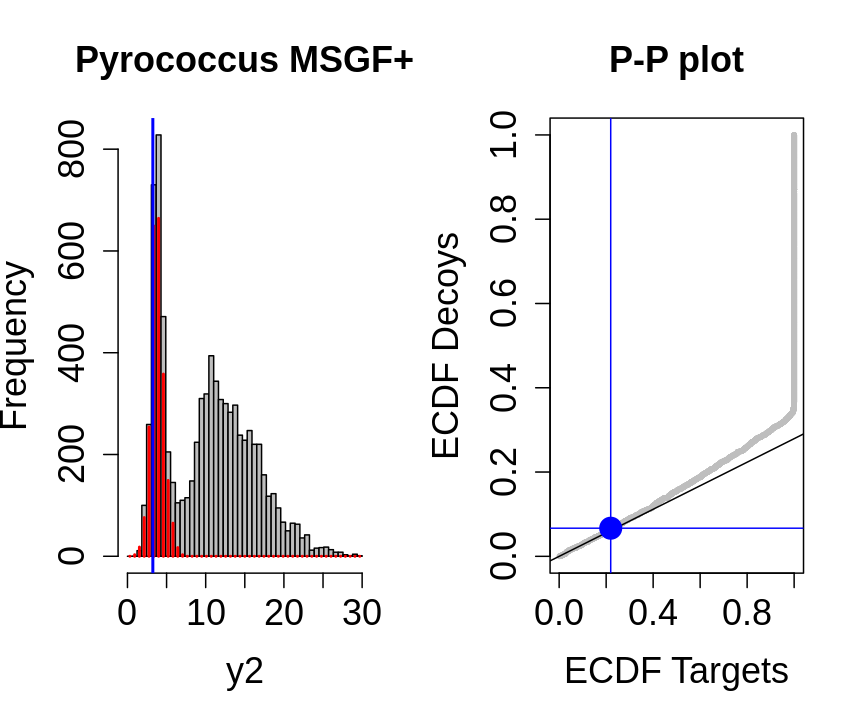 Pyrococcus MSGF+
Frequency
800
600
400
200
0
0 10 20 30
y2
P-P plot
ECDF Decoys
1.0
0.8
0.6
0.4
0.2
0.0
0.0 0.4 0.8
ECDF Targets